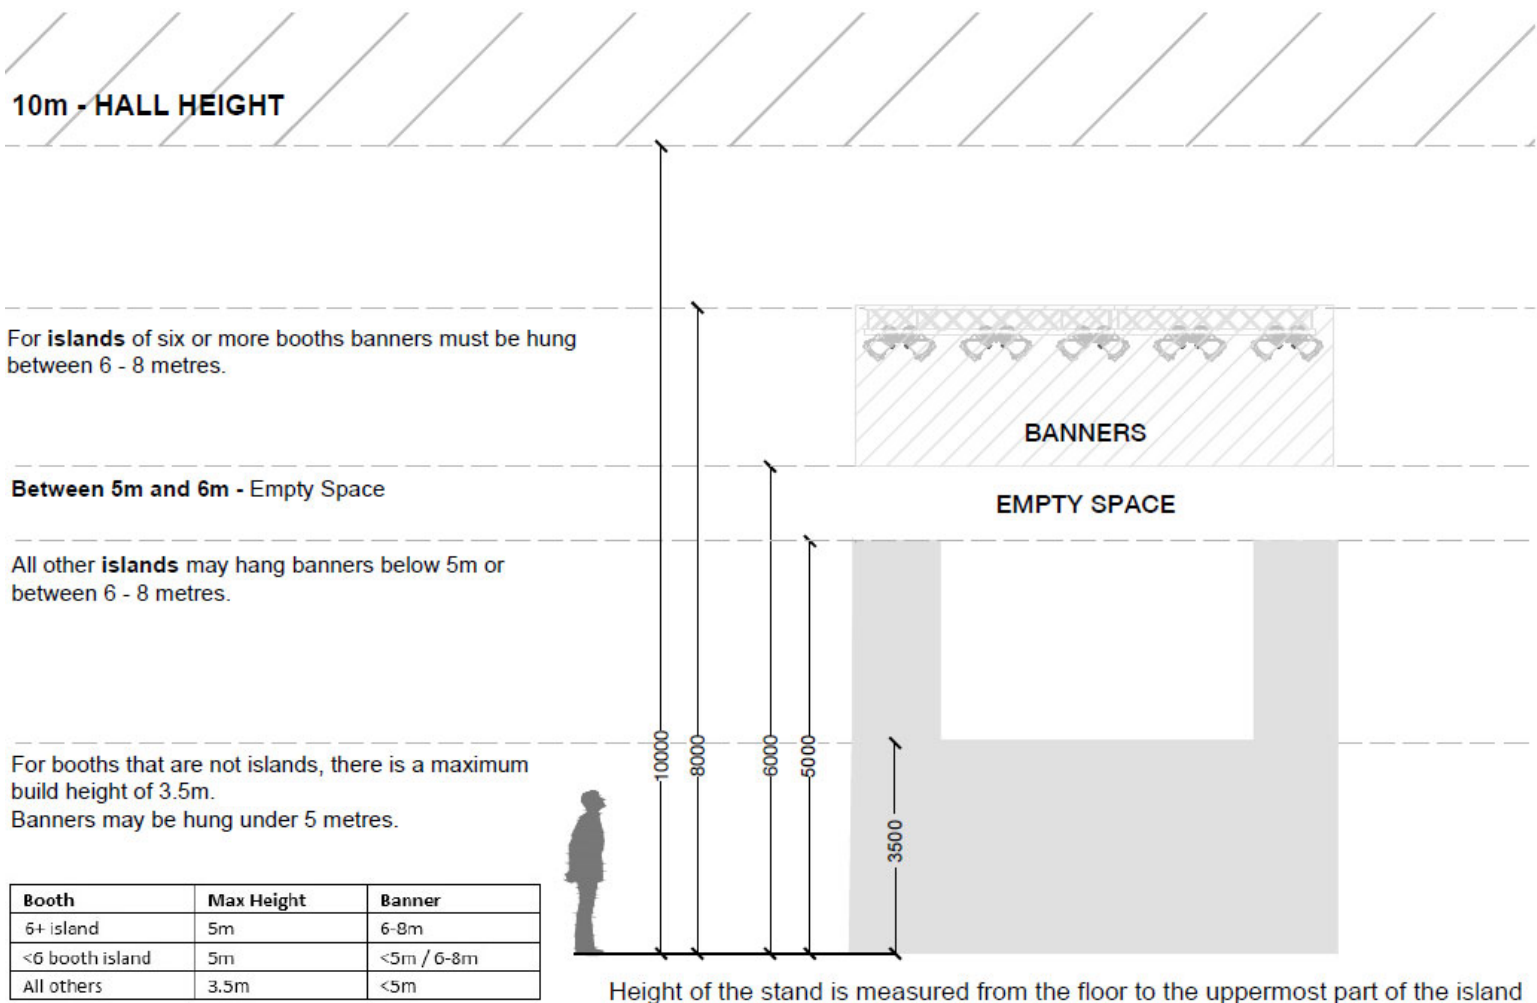 10m - HALL HEIGHT
For islands of six or more booths banners must be hung
between 6 - 8 metres.
BANNERS
Between 5m and 6m - Empty Space
EMPTY SPACE
All other islands may hang banners below 5m or
between 6 - 8 metres.
10000
8000
6000
5000
3500
For booths that are not islands, there is a maximum
build height of 3.5m.
Banners may be hung under 5 metres.
Booth Max Height Banner
6+ island 5m 6-8m
<6 booth island 5m <5m / 6-8m
All others 3.5m <5m
Height of the stand is measured from the floor to the uppermost part of the island